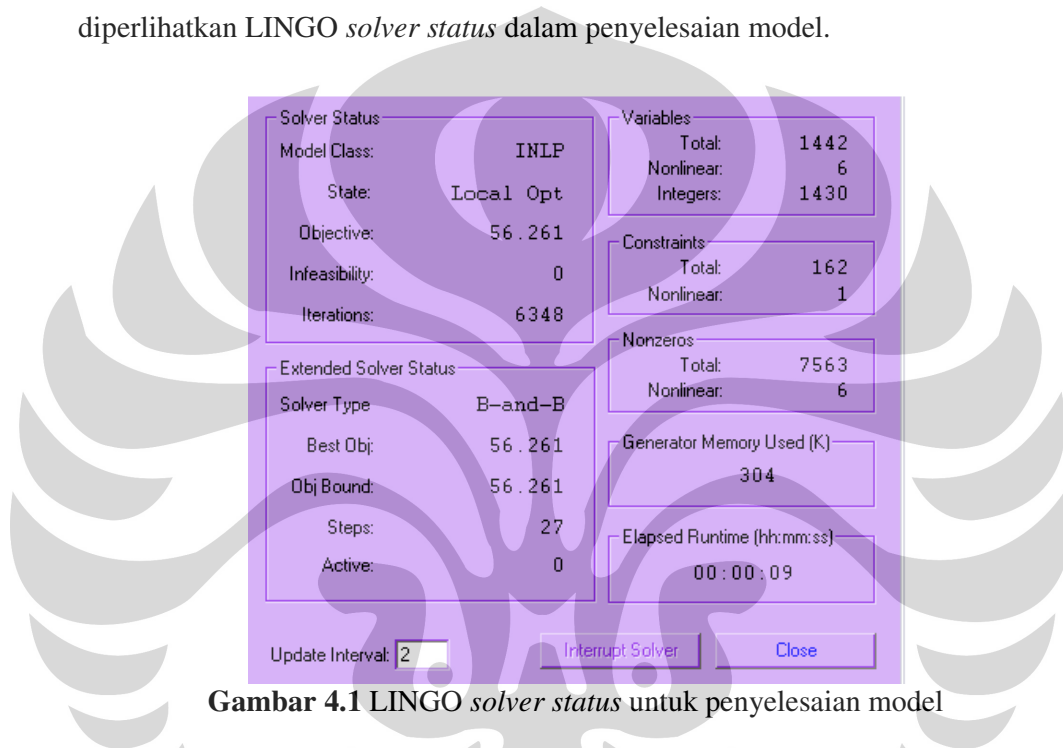 diperlihatkan LINGO solver status dalam penyelesaian model.
Solver Status
Model Class: INLP
State: Local Opt
Objective: 56.261
Infeasibility: 0
Iterations: 6348
Extended Solver Status
Solver Type B-and-B
Best Obj: 56.261
Obj Bound: 56.261
Steps: 27
Active: 0
Variables
Total: 1442
Nonlinear: 6
Integers: 1430
Constraints
Total: 162
Nonlinear: 1
Nonzeros
Total: 7563
Nonlinear: 6
Generator Memory Used (K)
304
Elapsed Runtime (hh:mm:ss)
00:00:09
Update Interval: 2 Interrupt Solver Close
Gambar 4.1 LINGO solver status untuk penyelesaian model